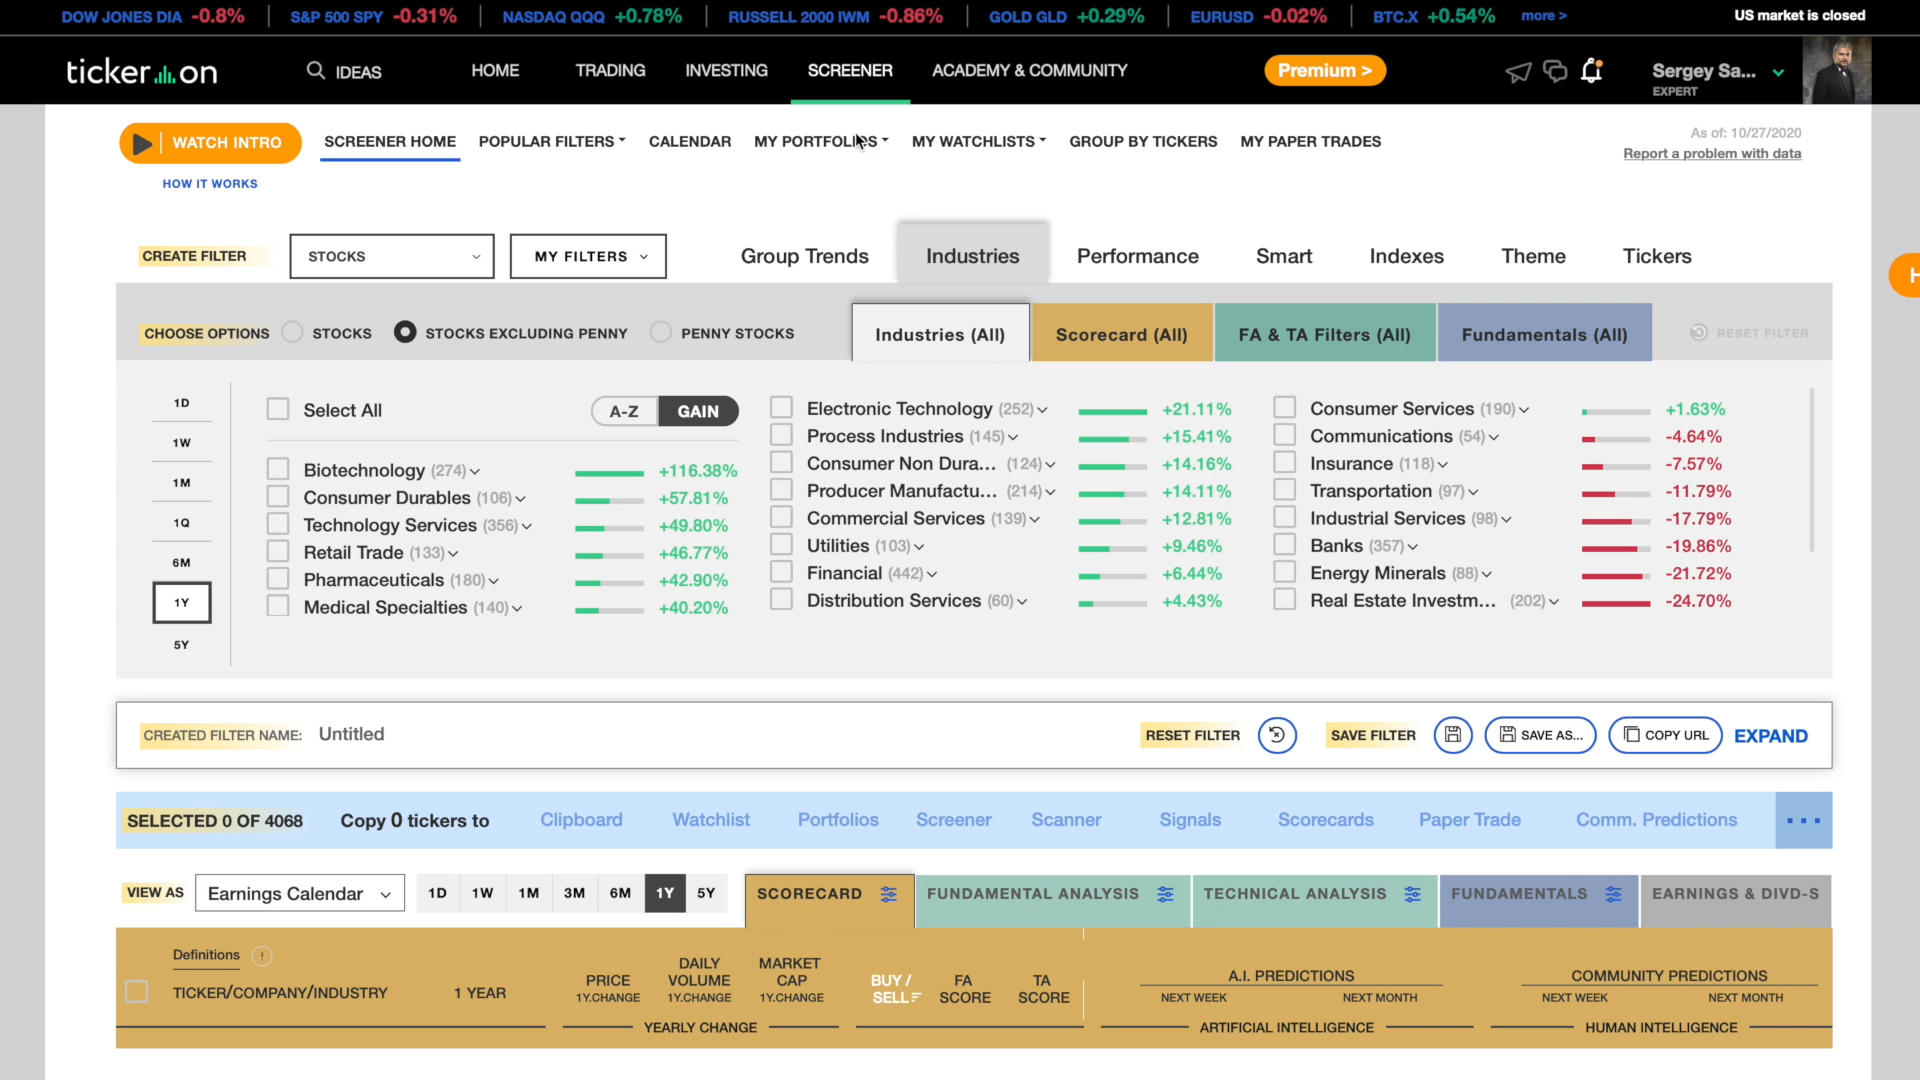 DOW JONES DIA -0.8% S&P 500 SPY -0.31% NASDAQ QQQ +0.78% RUSSELL 2000 IWM -0.86% GOLD GLD +0.29% EURUSD -0.02% BTC.X +0.54% more > US market is closed
tickeron IDEAS HOME TRADING INVESTING SCREENER ACADEMY & COMMUNITY Premium > Sergey Sa...
EXPERT
WATCH INTRO SCREENER HOME POPULAR FILTERS CALENDAR MY PORTFOLIOS MY WATCHLISTS GROUP BY TICKERS MY PAPER TRADES As of: 10/27/2020
Report a problem with data
HOW IT WORKS
CREATE FILTER STOCKS MY FILTERS Group Trends Industries Performance Smart Indexes Theme Tickers
H
CHOOSE OPTIONS STOCKS STOCKS EXCLUDING PENNY PENNY STOCKS Industries (All) Scorecard (All) FA & TA Filters (All) Fundamentals (All) RESET FILTER
1D
1W
1M
1Q
6M
1Y
5Y
Select All A-Z GAIN
Biotechnology (274) +116.38%
Consumer Durables (106) +57.81%
Technology Services (356) +49.80%
Retail Trade (133) +46.77%
Pharmaceuticals (180) +42.90%
Medical Specialties (140) +40.20%
Electronic Technology (252) +21.11%
Process Industries (145) +15.41%
Consumer Non Dura... (124) +14.16%
Producer Manufactu... (214) +14.11%
Commercial Services (139) +12.81%
Utilities (103) +9.46%
Financial (442) +6.44%
Distribution Services (60) +4.43%
Consumer Services (190) +1.63%
Communications (54) -4.64%
Insurance (118) -7.57%
Transportation (97) -11.79%
Industrial Services (98) -17.79%
Banks (357) -19.86%
Energy Minerals (88) -21.72%
Real Estate Investm... (202) -24.70%
CREATED FILTER NAME: Untitled RESET FILTER SAVE FILTER SAVE AS... COPY URL EXPAND
SELECTED 0 OF 4068 Copy 0 tickers to Clipboard Watchlist Portfolios Screener Scanner Signals Scorecards Paper Trade Comm. Predictions ...
VIEW AS Earnings Calendar 1D 1W 1M 3M 6M 1Y 5Y SCORECARD FUNDAMENTAL ANALYSIS TECHNICAL ANALYSIS FUNDAMENTALS EARNINGS & DIVD-S
Definitions !
TICKER/COMPANY/INDUSTRY 1 YEAR
PRICE
1Y.CHANGE
DAILY
VOLUME
1Y.CHANGE
MARKET
CAP
1Y.CHANGE
YEARLY CHANGE
BUY /
SELL
FA
SCORE
TA
SCORE
A.I. PREDICTIONS
NEXT WEEK NEXT MONTH
ARTIFICIAL INTELLIGENCE
COMMUNITY PREDICTIONS
NEXT WEEK NEXT MONTH
HUMAN INTELLIGENCE